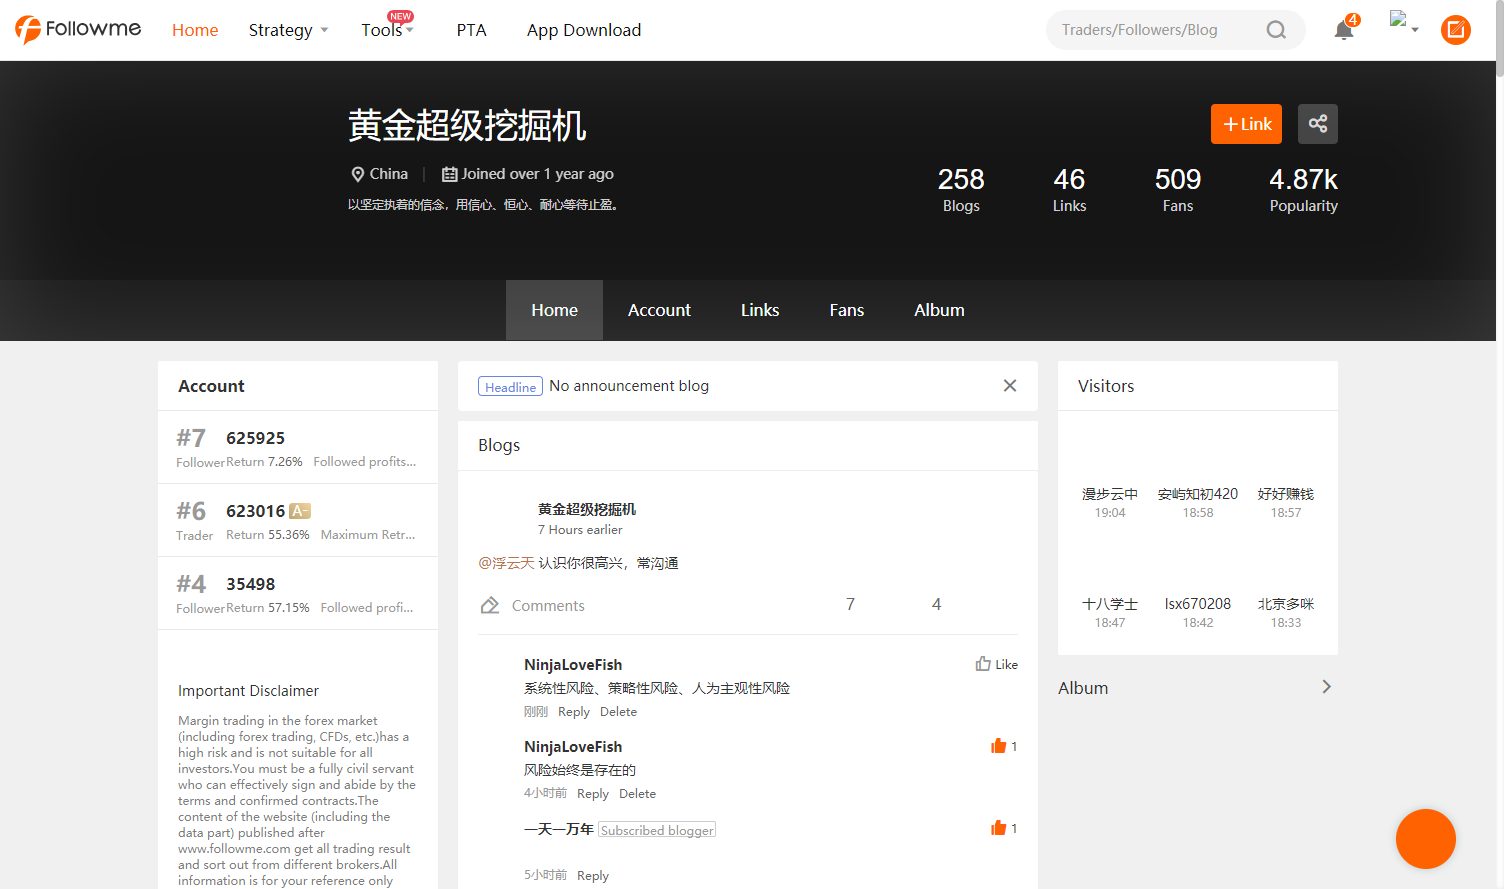 Followme
Home
Strategy
Tools
NEW
PTA
App Download
Traders/Followers/Blog
4
黄金超级挖掘机
Link
China
Joined over 1 year ago
以坚定执着的信念，用信心、恒心、耐心等待止盈。
258
Blogs
46
Links
509
Fans
4.87k
Popularity
Home
Account
Links
Fans
Album
Account
#7
625925
Follower
Return 7.26%
Followed profits...
#6
623016
A-
Trader
Return 55.36%
Maximum Retr...
#4
35498
Follower
Return 57.15%
Followed profi...
Important Disclaimer
Margin trading in the forex market
(including forex trading, CFDs, etc.)has a
high risk and is not suitable for all
investors.You must be a fully civil servant
who can effectively sign and abide by the
terms and confirmed contracts.The
content of the website (including the
data part) published after
www.followme.com get all trading result
and sort out from different brokers.All
information is for your reference only
Headline
No announcement blog
Blogs
黄金超级挖掘机
7 Hours earlier
@浮云天 认识你很高兴，常沟通
Comments
7
4
NinjaLoveFish
Like
系统性风险、策略性风险、人为主观性风险
刚刚
Reply
Delete
NinjaLoveFish
1
风险始终是存在的
4小时前
Reply
Delete
一天一万年
Subscribed blogger
1
5小时前
Reply
Visitors
漫步云中
19:04
安屿知初420
18:58
好好赚钱
18:57
十八学士
18:47
lsx670208
18:42
北京多咪
18:33
Album